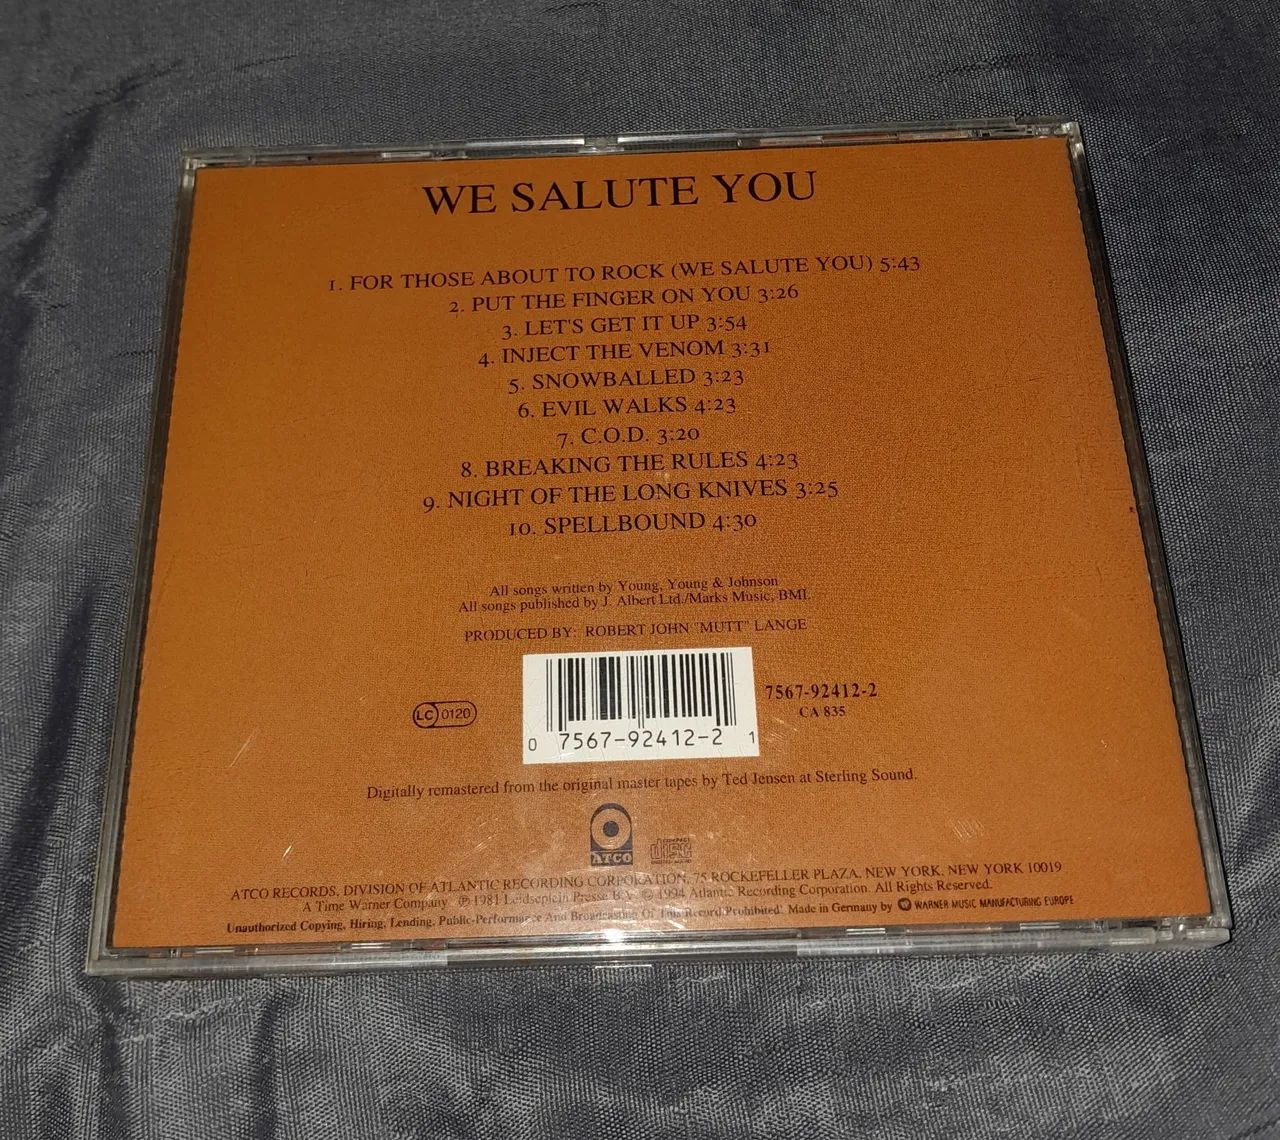 WE SALUTE YOU
1. FOR THOSE ABOUT TO ROCK (WE SALUTE YOU) 5:43
2. PUT THE FINGER ON YOU 3:26
3. LET'S GET IT UP 3:54
4. INJECT THE VENOM 3:31
5. SNOWBALLED 3:23
6. EVIL WALKS 4:23
7. C.O.D. 3:20
8. BREAKING THE RULES 4:23
9. NIGHT OF THE LONG KNIVES 3:25
10. SPELLBOUND 4:30
All songs written by Young, Young & Johnson
All songs published by J. Albert Ltd./Marks Music, BMI.
PRODUCED BY: ROBERT JOHN "MUTT" LANGE
LC 0120
0 7567-92412-2 1
7567-92412-2
CA 835
Digitally remastered from the original master tapes by Ted Jensen at Sterling Sound.
ATCO
COMPACT disc DIGITAL AUDIO
ATCO RECORDS, DIVISION OF ATLANTIC RECORDING CORPORATION, 75 ROCKEFELLER PLAZA, NEW YORK, NEW YORK 10019
A Time Warner Company ℗ 1981 Leidseplein Presse B.V. © 1994 Atlantic Recording Corporation. All Rights Reserved.
Unauthorized Copying, Hiring, Lending, Public-Performance And Broadcasting Of This Record Prohibited! Made in Germany by WARNER MUSIC MANUFACTURING EUROPE